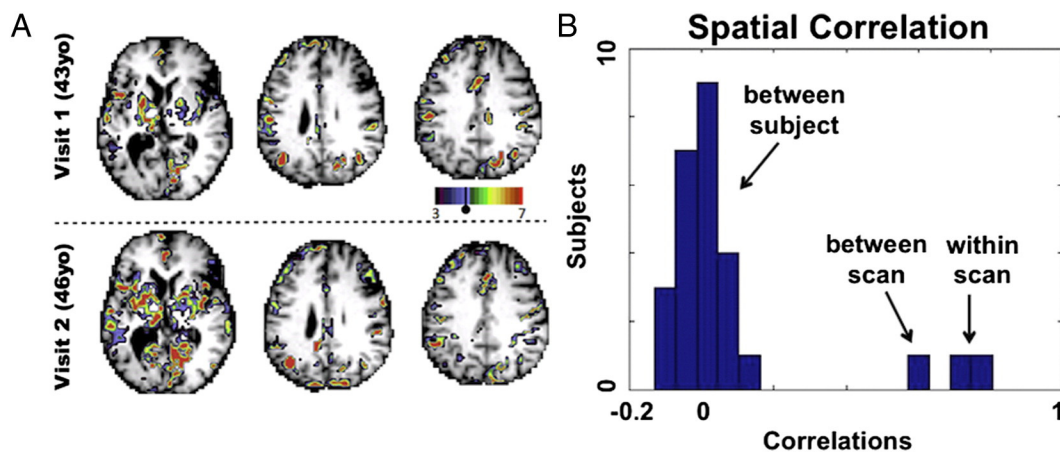 A
Visit 1 (43yo)
3
7
Visit 2 (46yo)
B
Spatial Correlation
10
between
subject
Subjects
between
scan
within
scan
0
-0.2
0
1
Correlations